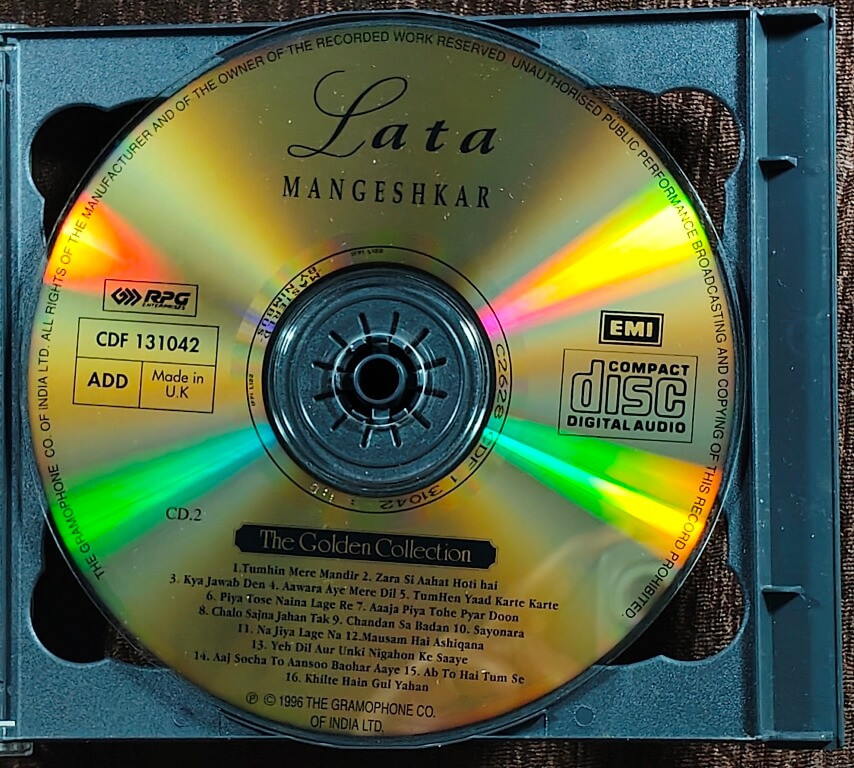 THE GRAMOPHONE CO. OF INDIA LTD. ALL RIGHTS OF THE MANUFACTURER AND OF THE OWNER OF THE RECORDED WORK RESERVED. UNAUTHORISED PUBLIC PERFORMANCE BROADCASTING AND COPYING OF THIS RECORD PROHIBITED.
Lata
MANGESHKAR
RPG
ENTERPRISES
CDF 131042
ADD
Made in
U.K
EMI
COMPACT
disc
DIGITAL AUDIO
MASTERED
BY NIMBUS
CD.2
The Golden Collection
1.Tumhin Mere Mandir 2. Zara Si Aahat Hoti hai
3. Kya Jawab Den 4. Aawara Aye Mere Dil 5. TumHen Yaad Karte Karte
6. Piya Tose Naina Lage Re 7. Aaaja Piya Tohe Pyar Doon
8. Chalo Sajna Jahan Tak 9. Chandan Sa Badan 10. Sayonara
11. Na Jiya Lage Na 12.Mausam Hai Ashiqana
13. Yeh Dil Aur Unki Nigahon Ke Saaye
14. Aaj Socha To Aansoo Baohar Aaye 15. Ab To Hai Tum Se
16. Khilte Hain Gul Yahan
℗ © 1996 THE GRAMOPHONE CO.
OF INDIA LTD.